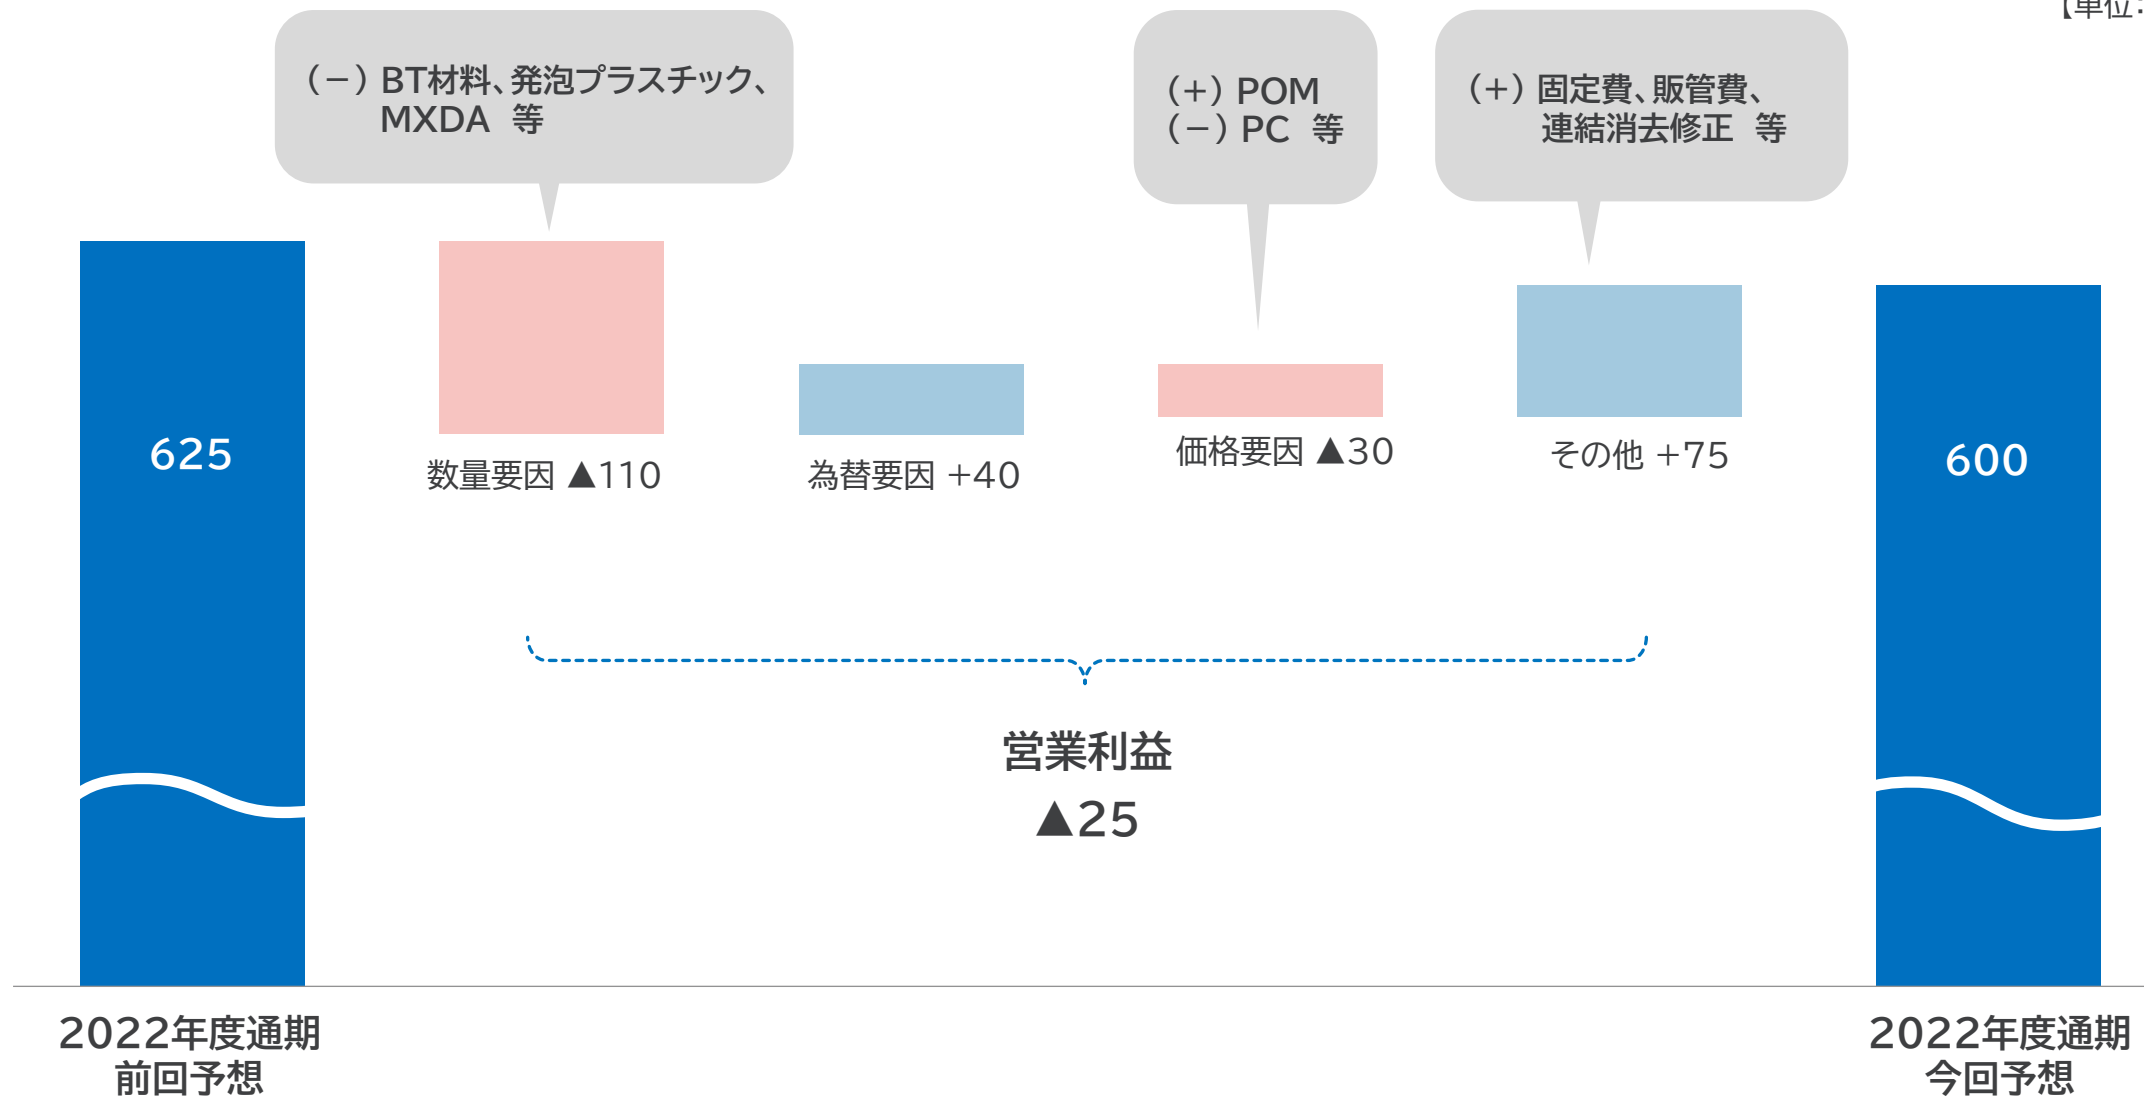 【単位:
(－) BT材料、発泡プラスチック、
MXDA 等
(+) POM
(－) PC 等
(+) 固定費、販管費、
連結消去修正 等
625
数量要因 ▲110
為替要因 +40
価格要因 ▲30
その他 +75
600
営業利益
▲25
2022年度通期
前回予想
2022年度通期
今回予想